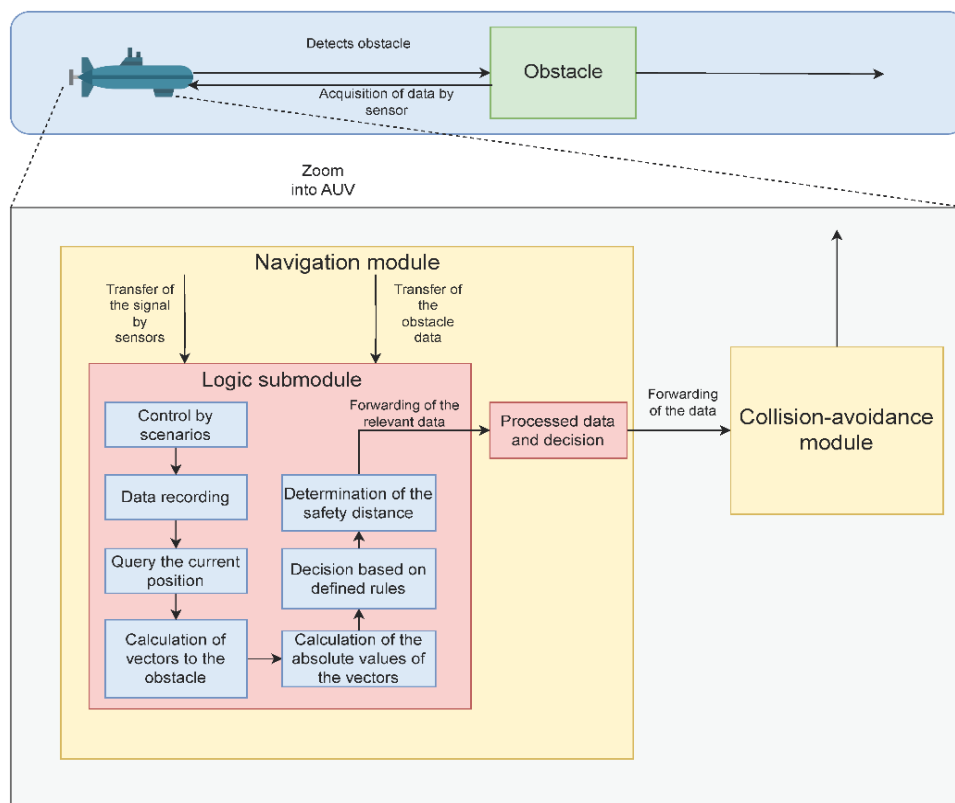 Detects obstacle
Obstacle
Acquisition of data by
sensor
Zoom
into AUV
Navigation module
Transfer of
the signal
by
sensors
Transfer of
the
obstacle
data
Logic submodule
Control by
scenarios
Data recording
Query the current
position
Calculation of
vectors to the
obstacle
Calculation of the
absolute values of
the vectors
Decision based on
defined rules
Determination of the
safety distance
Forwarding of the
relevant data
Processed data
and decision
Forwarding
of the data
Collision-avoidance
module